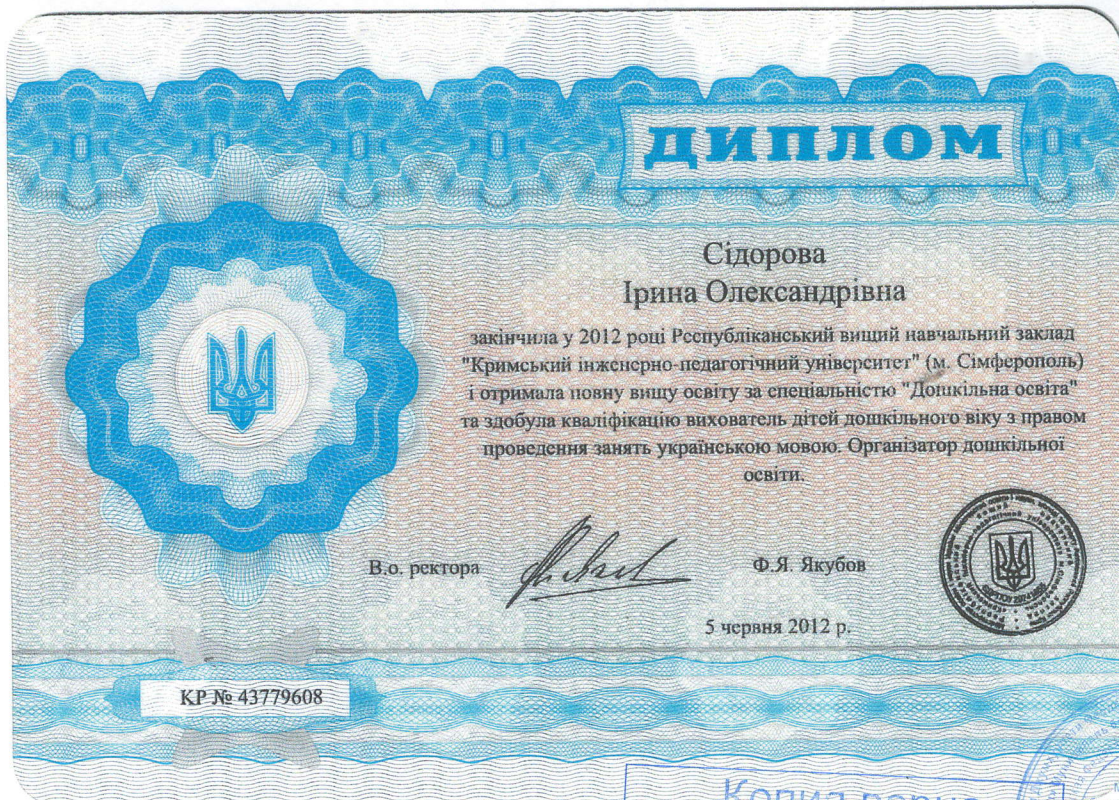 ДИПЛОМ
Сідорова
Ірина Олександрівна
закінчила у 2012 році Республіканський вищий навчальний заклад
"Кримський інженерно-педагогічний університет" (м. Сімферополь)
і отримала повну вищу освіту за спеціальністю "Дошкільна освіта"
та здобула кваліфікацію вихователь дітей дошкільного віку з правом
проведення занять українською мовою. Організатор дошкільної
освіти.
В.о. ректора
Ф.Я. Якубов
5 червня 2012 р.
КР № 43779608
Копия верна